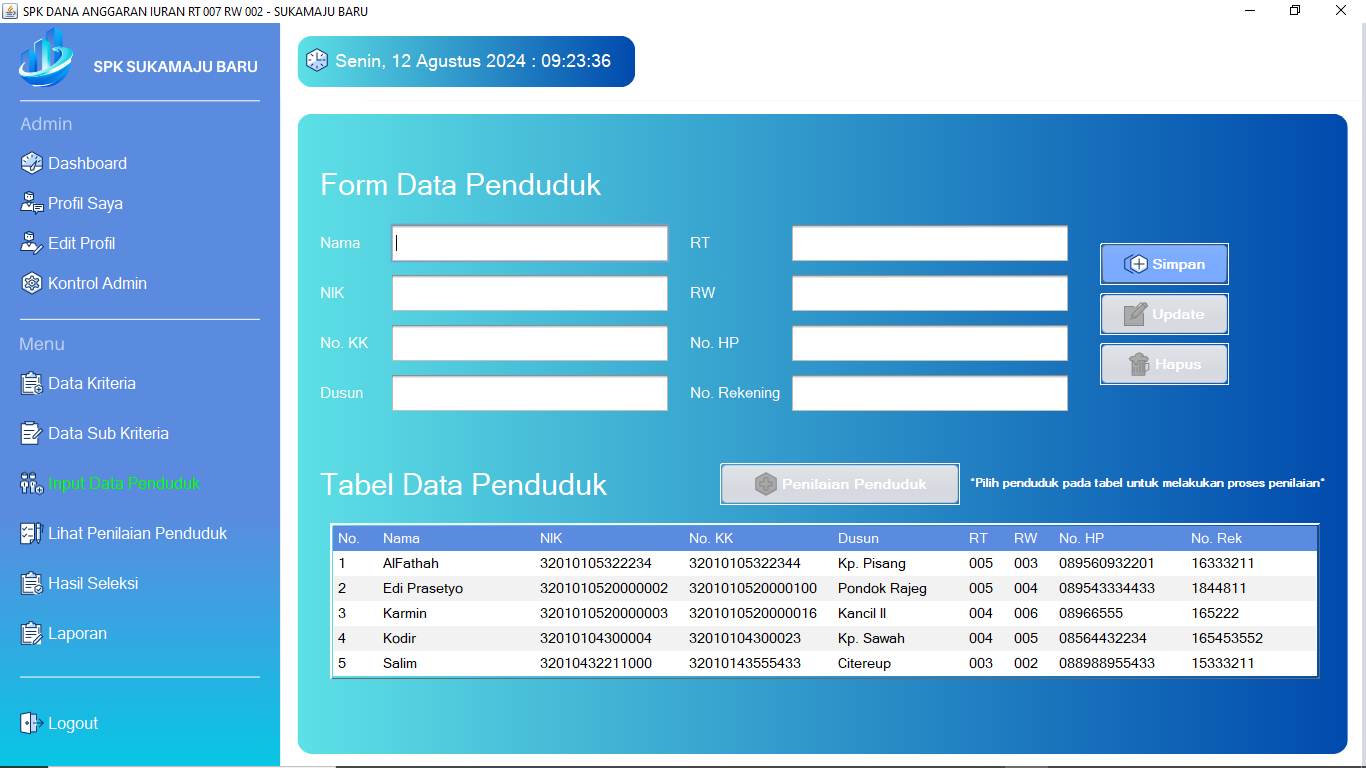 SPK DANA ANGGARAN IURAN RT 007 RW 002 - SUKAMAJU BARU
SPK SUKAMAJU BARU
Admin
Dashboard
Profil Saya
Edit Profil
Kontrol Admin
Menu
Data Kriteria
Data Sub Kriteria
Input Data Penduduk
Lihat Penilaian Penduduk
Hasil Seleksi
Laporan
Logout
Senin, 12 Agustus 2024 : 09:23:36
Form Data Penduduk
Nama
NIK
No. KK
Dusun
RT
RW
No. HP
No. Rekening
Simpan
Update
Hapus
Tabel Data Penduduk
Penilaian Penduduk
*Pilih penduduk pada tabel untuk melakukan proses penilaian*
No. Nama NIK No. KK Dusun RT RW No. HP No. Rek
1 AlFathah 32010105322234 32010105322344 Kp. Pisang 005 003 089560932201 16333211
2 Edi Prasetyo 3201010520000002 3201010520000100 Pondok Rajeg 005 004 089543334433 1844811
3 Karmin 3201010520000003 3201010520000016 Kancil II 004 006 08966555 165222
4 Kodir 32010104300004 32010104300023 Kp. Sawah 004 005 08564432234 165453552
5 Salim 32010432211000 32010143555433 Citereup 003 002 088988955433 15333211